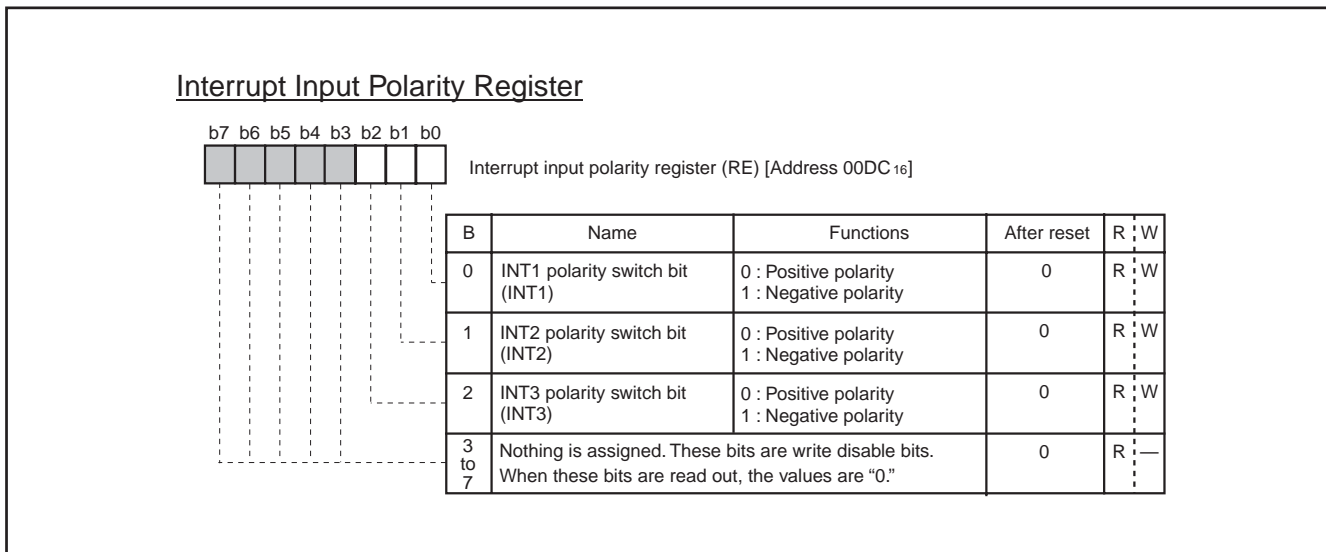 Interrupt Input Polarity Register
b7 b6 b5 b4 b3 b2 b1 b0
Interrupt input polarity register (RE) [Address 00DC 16]
B Name Functions After reset R W
0 INT1 polarity switch bit (INT1) 0 : Positive polarity 1 : Negative polarity 0 R W
1 INT2 polarity switch bit (INT2) 0 : Positive polarity 1 : Negative polarity 0 R W
2 INT3 polarity switch bit (INT3) 0 : Positive polarity 1 : Negative polarity 0 R W
3 to 7 Nothing is assigned. These bits are write disable bits. When these bits are read out, the values are “0.” 0 R —